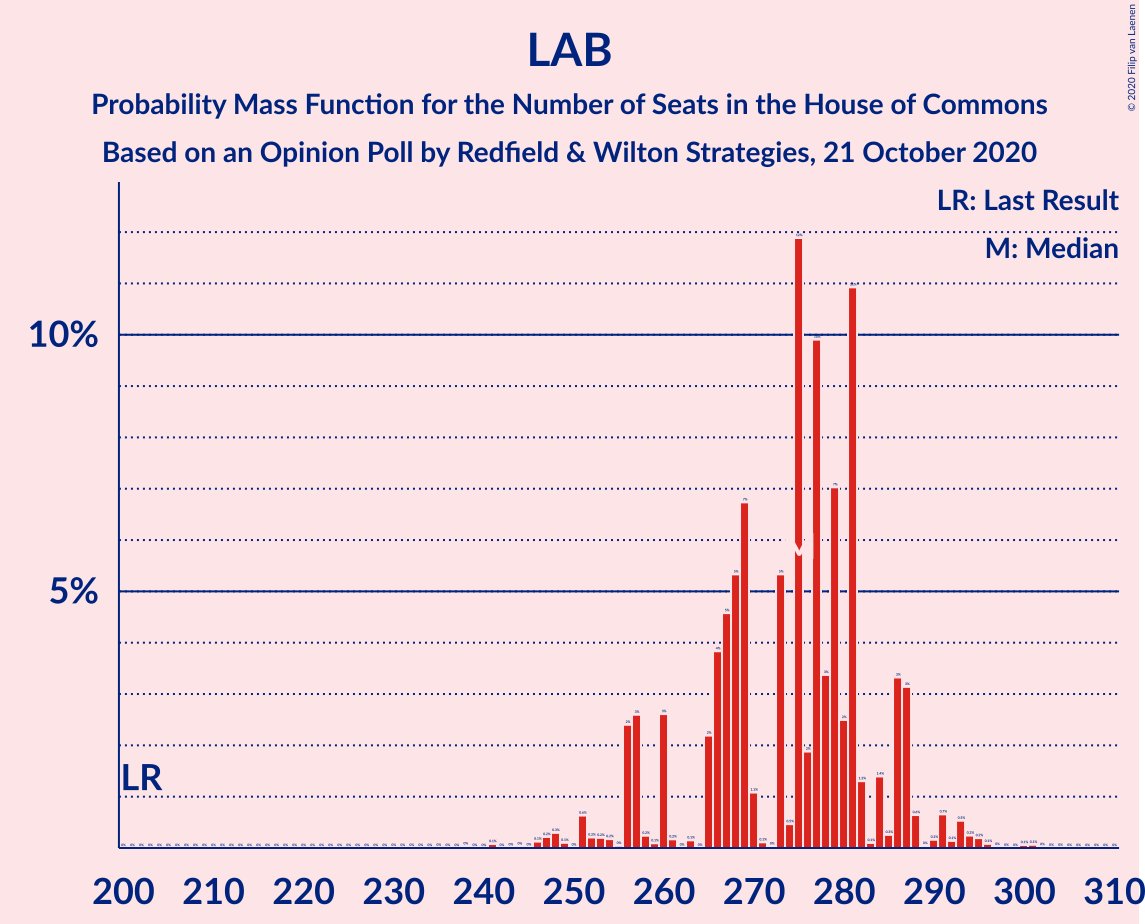 LAB
Probability Mass Function for the Number of Seats in the House of Commons
Based on an Opinion Poll by Redfield & Wilton Strategies, 21 October 2020
© 2020 Filip van Laenen
LR: Last Result
M: Median
10%
5%
LR
M
200 210 220 230 240 250 260 270 280 290 300 310